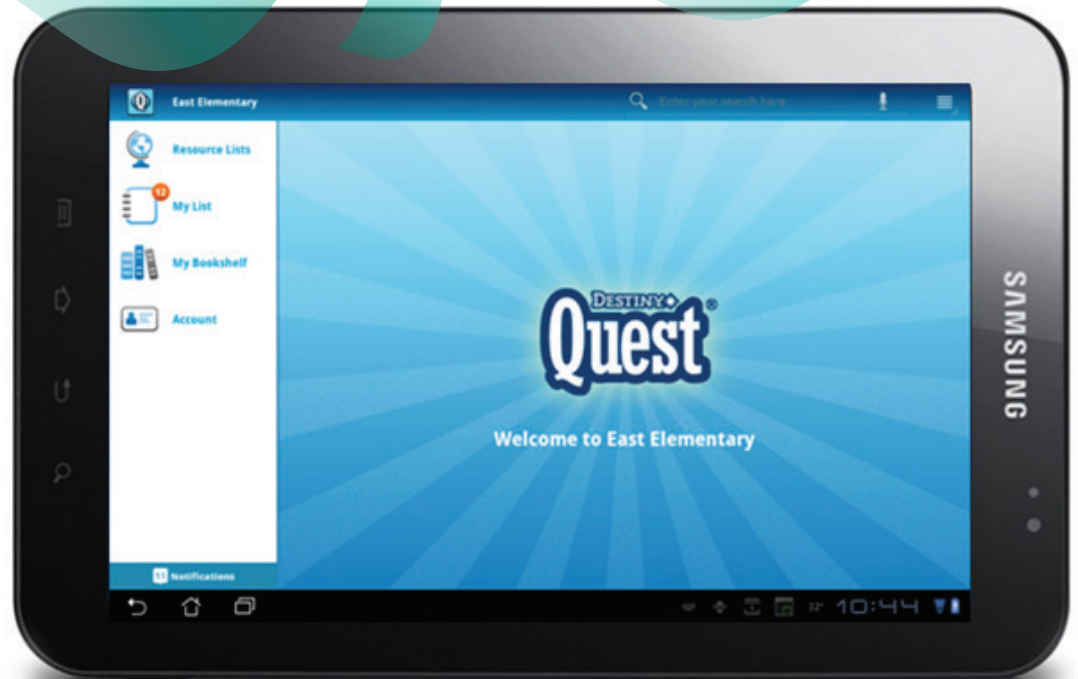 East Elementary
Enter your search here
Resource Lists
12
My List
My Bookshelf
Account
DESTINY
Quest®
Welcome to East Elementary
11 Notifications
32°
10:44
SAMSUNG